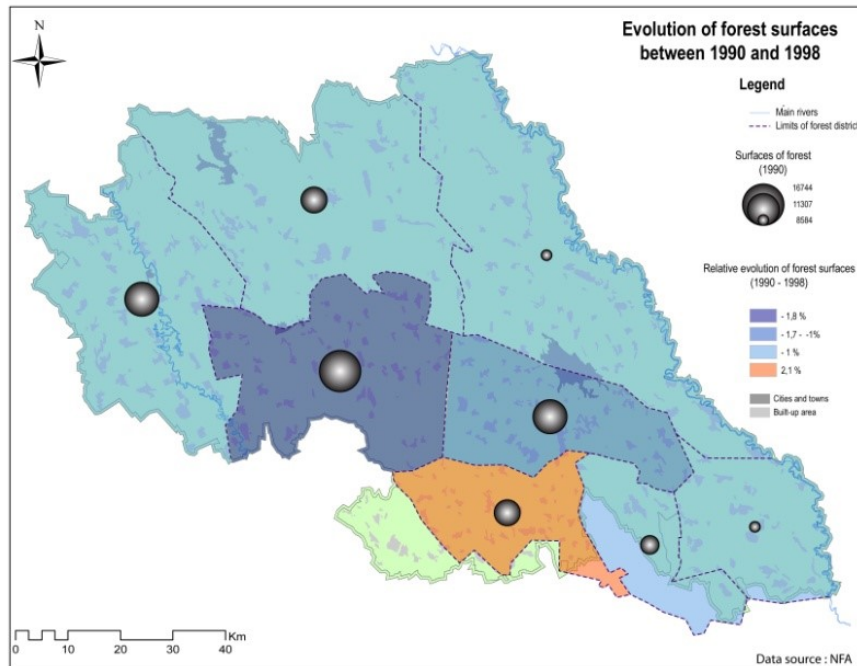 N
Evolution of forest surfaces
between 1990 and 1998
Legend
Main rivers
Limits of forest district
Surfaces of forest
(1990)
16744
11307
8584
Relative evolution of forest surfaces
(1990 - 1998)
- 1,8 %
- 1,7 - -1%
- 1 %
2,1 %
Cities and towns
Built-up area
Km
0 5 10 20 30 40
Data source : NFA